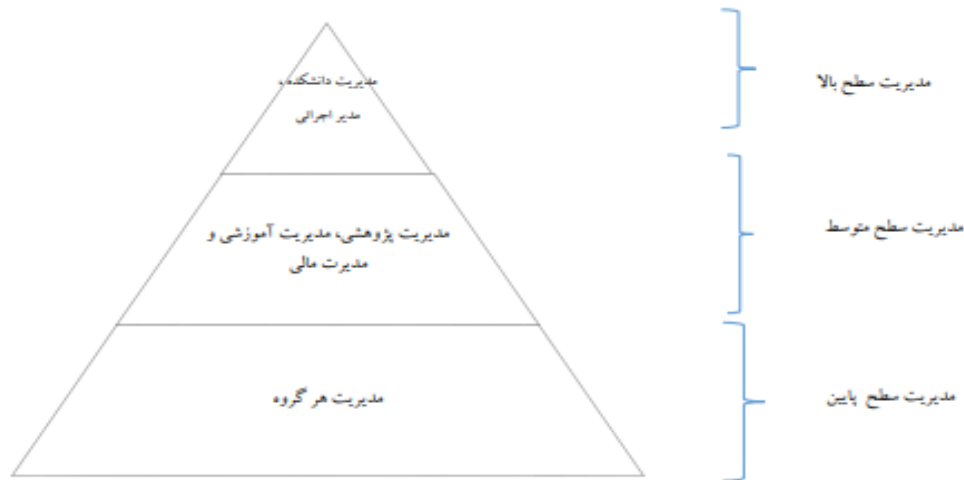 مدیریت دانشکده ،
مدیر اجرائی
مدیریت سطح بالا
مدیریت پژوهشی، مدیریت آموزشی و
مدیرت مالی
مدیریت سطح متوسط
مدیریت هر گروه
مدیریت سطح پایین